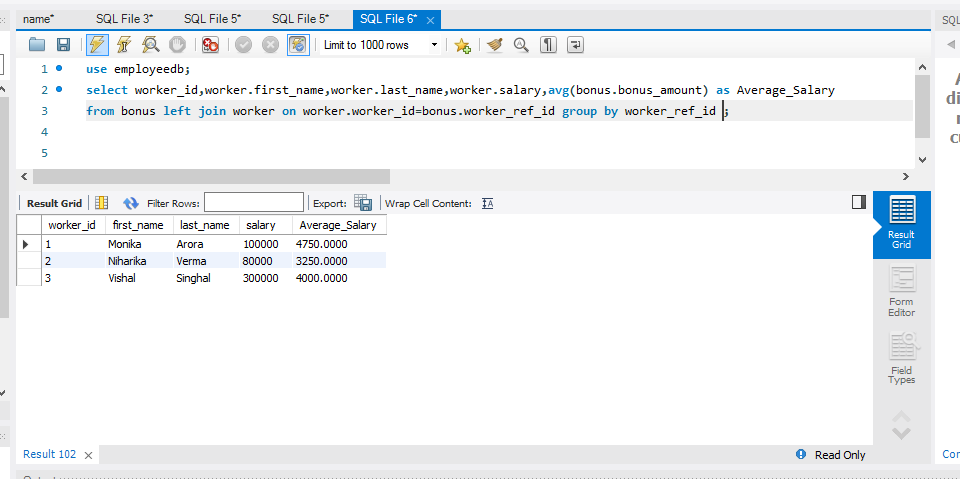 name* SQL File 3* SQL File 5* SQL File 5* SQL File 6* SQL
Limit to 1000 rows
1 use employeedb;
2 select worker_id,worker.first_name,worker.last_name,worker.salary,avg(bonus.bonus_amount) as Average_Salary
3 from bonus left join worker on worker.worker_id=bonus.worker_ref_id group by worker_ref_id ;
4
5
Result Grid Filter Rows: Export: Wrap Cell Content:
worker_id first_name last_name salary Average_Salary
1 Monika Arora 100000 4750.0000
2 Niharika Verma 80000 3250.0000
3 Vishal Singhal 300000 4000.0000
Result
Grid
Form
Editor
Field
Types
Result 102 Read Only